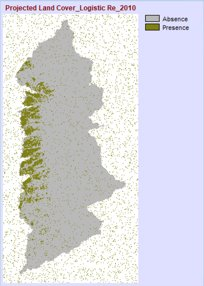 Projected Land Cover_Logistic Re_2010
Absence
Presence